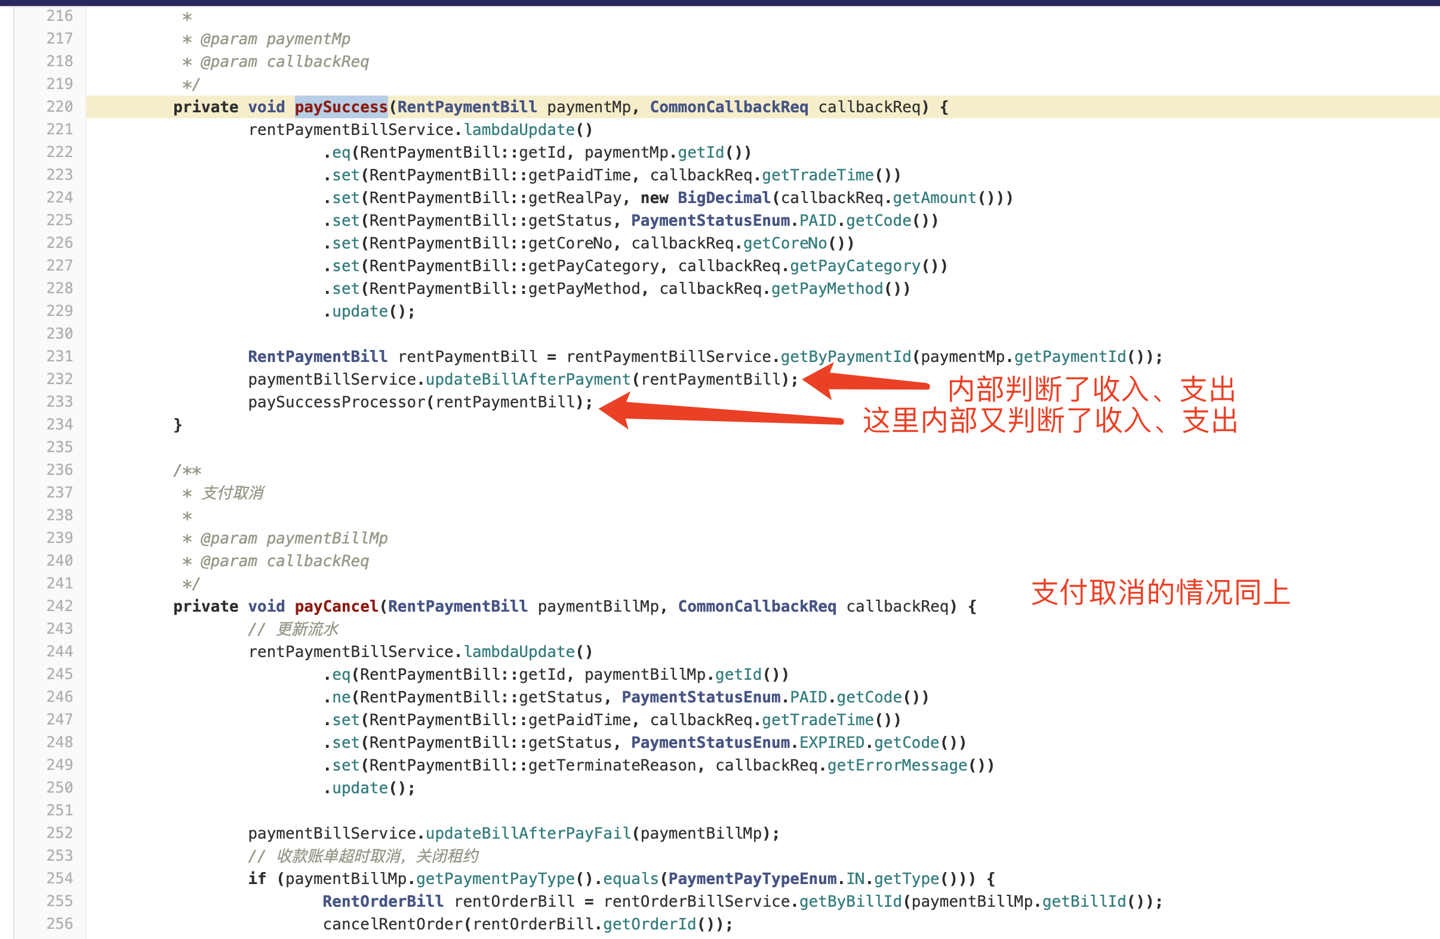 216 *
217 * @param paymentMp
218 * @param callbackReq
219 */
220 private void paySuccess(RentPaymentBill paymentMp, CommonCallbackReq callbackReq) {
221 rentPaymentBillService.lambdaUpdate()
222 .eq(RentPaymentBill::getId, paymentMp.getId())
223 .set(RentPaymentBill::getPaidTime, callbackReq.getTradeTime())
224 .set(RentPaymentBill::getRealPay, new BigDecimal(callbackReq.getAmount()))
225 .set(RentPaymentBill::getStatus, PaymentStatusEnum.PAID.getCode())
226 .set(RentPaymentBill::getCoreNo, callbackReq.getCoreNo())
227 .set(RentPaymentBill::getPayCategory, callbackReq.getPayCategory())
228 .set(RentPaymentBill::getPayMethod, callbackReq.getPayMethod())
229 .update();
230
231 RentPaymentBill rentPaymentBill = rentPaymentBillService.getByPaymentId(paymentMp.getPaymentId());
232 paymentBillService.updateBillAfterPayment(rentPaymentBill); 内部判断了收入、支出
233 paySuccessProcessor(rentPaymentBill); 这里内部又判断了收入、支出
234 }
235
236 /**
237 * 支付取消
238 *
239 * @param paymentBillMp
240 * @param callbackReq
241 */
支付取消的情况同上
242 private void payCancel(RentPaymentBill paymentBillMp, CommonCallbackReq callbackReq) {
243 // 更新流水
244 rentPaymentBillService.lambdaUpdate()
245 .eq(RentPaymentBill::getId, paymentBillMp.getId())
246 .ne(RentPaymentBill::getStatus, PaymentStatusEnum.PAID.getCode())
247 .set(RentPaymentBill::getPaidTime, callbackReq.getTradeTime())
248 .set(RentPaymentBill::getStatus, PaymentStatusEnum.EXPIRED.getCode())
249 .set(RentPaymentBill::getTerminateReason, callbackReq.getErrorMessage())
250 .update();
251
252 paymentBillService.updateBillAfterPayFail(paymentBillMp);
253 // 收款账单超时取消，关闭租约
254 if (paymentBillMp.getPaymentPayType().equals(PaymentPayTypeEnum.IN.getType())) {
255 RentOrderBill rentOrderBill = rentOrderBillService.getByBillId(paymentBillMp.getBillId());
256 cancelRentOrder(rentOrderBill.getOrderId());